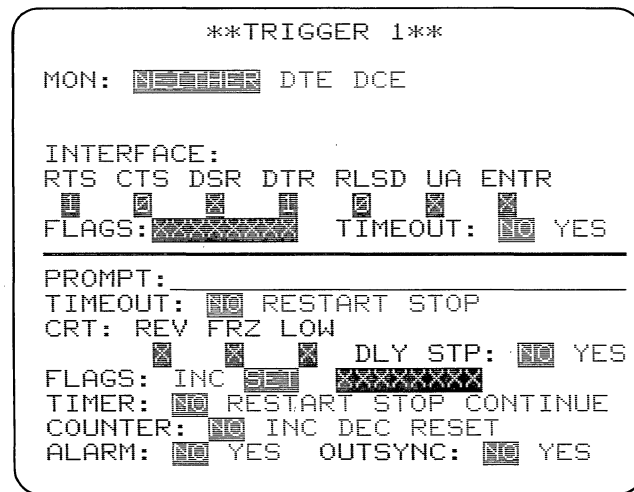 **TRIGGER 1**
MON: NEITHER DTE DCE
INTERFACE:
RTS CTS DSR DTR RLSD UA ENTR
1 0 X 1 0 X X
FLAGS:XXXXXXXX TIMEOUT: NO YES
PROMPT:
TIMEOUT: NO RESTART STOP
CRT: REV FRZ LOW
X X X DLY STP: NO YES
FLAGS: INC SET XXXXXXXX
TIMER: NO RESTART STOP CONTINUE
COUNTER: NO INC DEC RESET
ALARM: NO YES OUTSYNC: NO YES